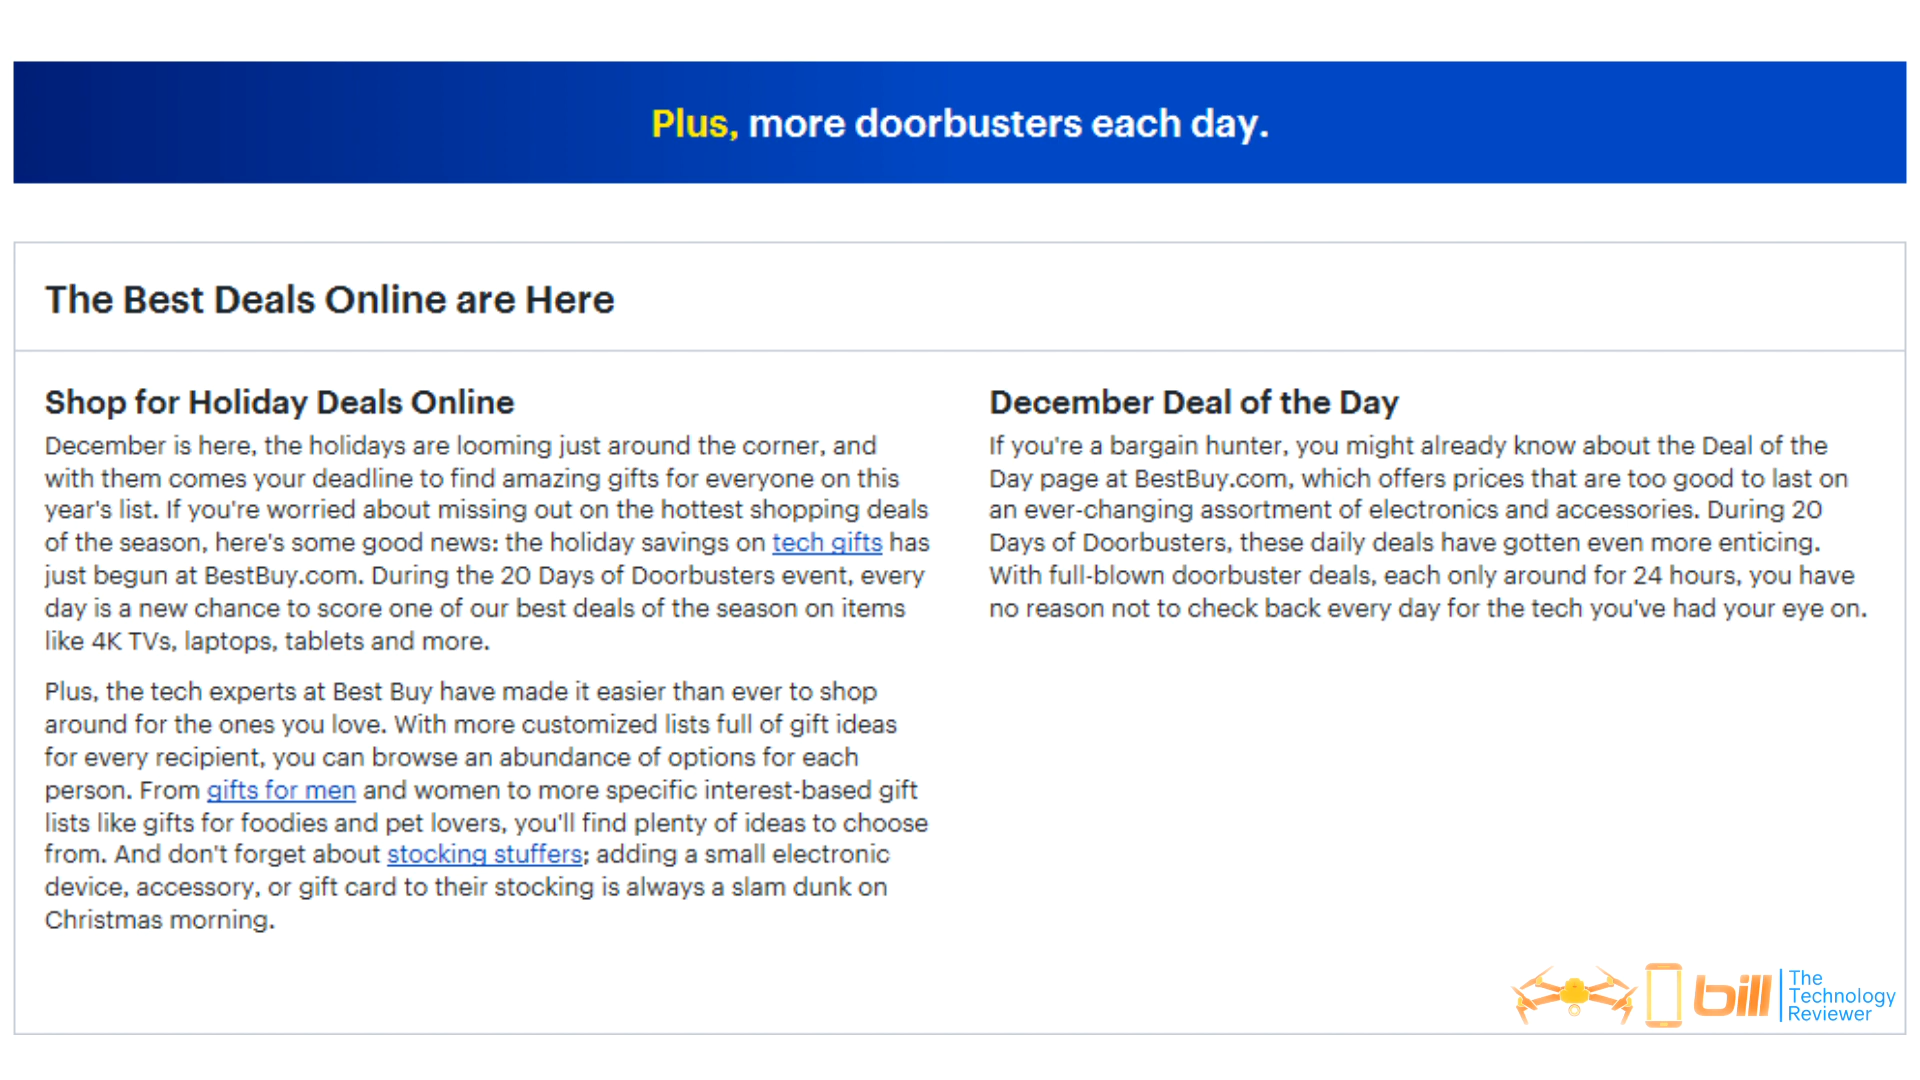 Plus, more doorbusters each day.
The Best Deals Online are Here
Shop for Holiday Deals Online
December is here, the holidays are looming just around the corner, and
with them comes your deadline to find amazing gifts for everyone on this
year's list. If you're worried about missing out on the hottest shopping deals
of the season, here's some good news: the holiday savings on tech gifts has
just begun at BestBuy.com. During the 20 Days of Doorbusters event, every
day is a new chance to score one of our best deals of the season on items
like 4K TVs, laptops, tablets and more.
Plus, the tech experts at Best Buy have made it easier than ever to shop
around for the ones you love. With more customized lists full of gift ideas
for every recipient, you can browse an abundance of options for each
person. From gifts for men and women to more specific interest-based gift
lists like gifts for foodies and pet lovers, you'll find plenty of ideas to choose
from. And don't forget about stocking stuffers; adding a small electronic
device, accessory, or gift card to their stocking is always a slam dunk on
Christmas morning.
December Deal of the Day
If you're a bargain hunter, you might already know about the Deal of the
Day page at BestBuy.com, which offers prices that are too good to last on
an ever-changing assortment of electronics and accessories. During 20
Days of Doorbusters, these daily deals have gotten even more enticing.
With full-blown doorbuster deals, each only around for 24 hours, you have
no reason not to check back every day for the tech you've had your eye on.
bill
The
Technology
Reviewer